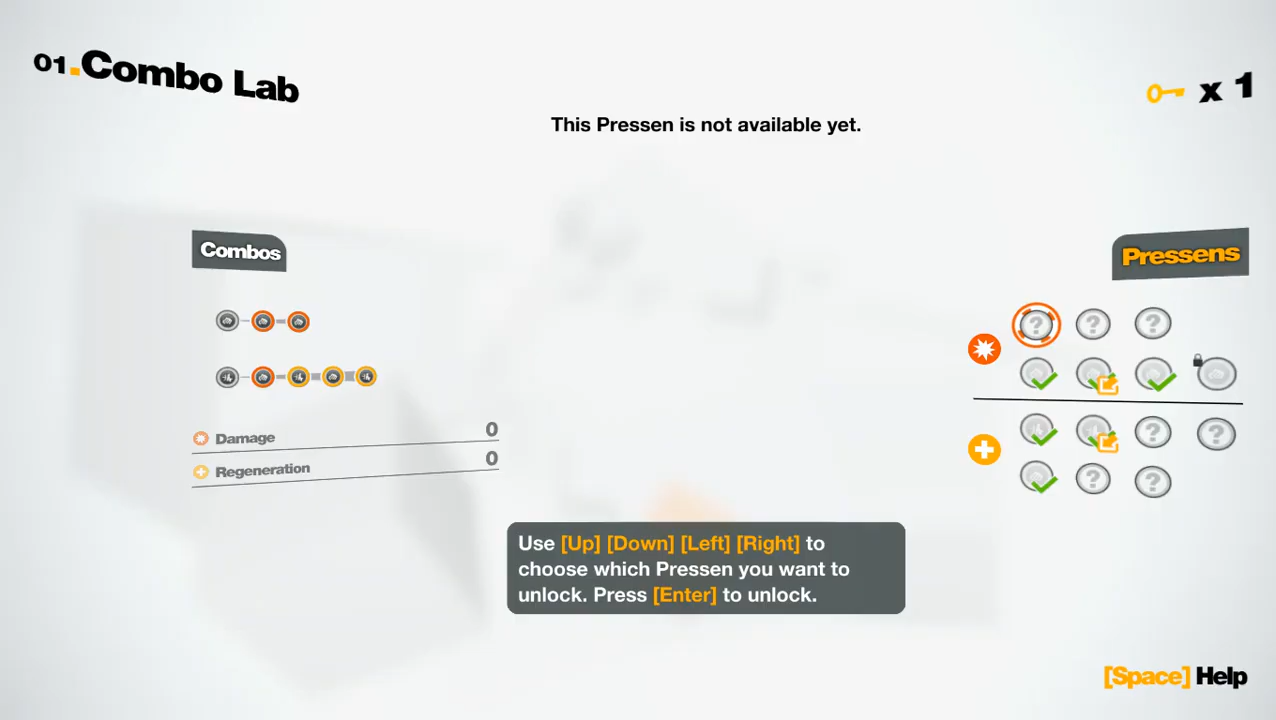 01.Combo Lab
x 1
This Pressen is not available yet.
Combos
Pressens
? ? ?
? ?
? ?
Damage 0
Regeneration 0
Use [Up] [Down] [Left] [Right] to
choose which Pressen you want to
unlock. Press [Enter] to unlock.
[Space] Help